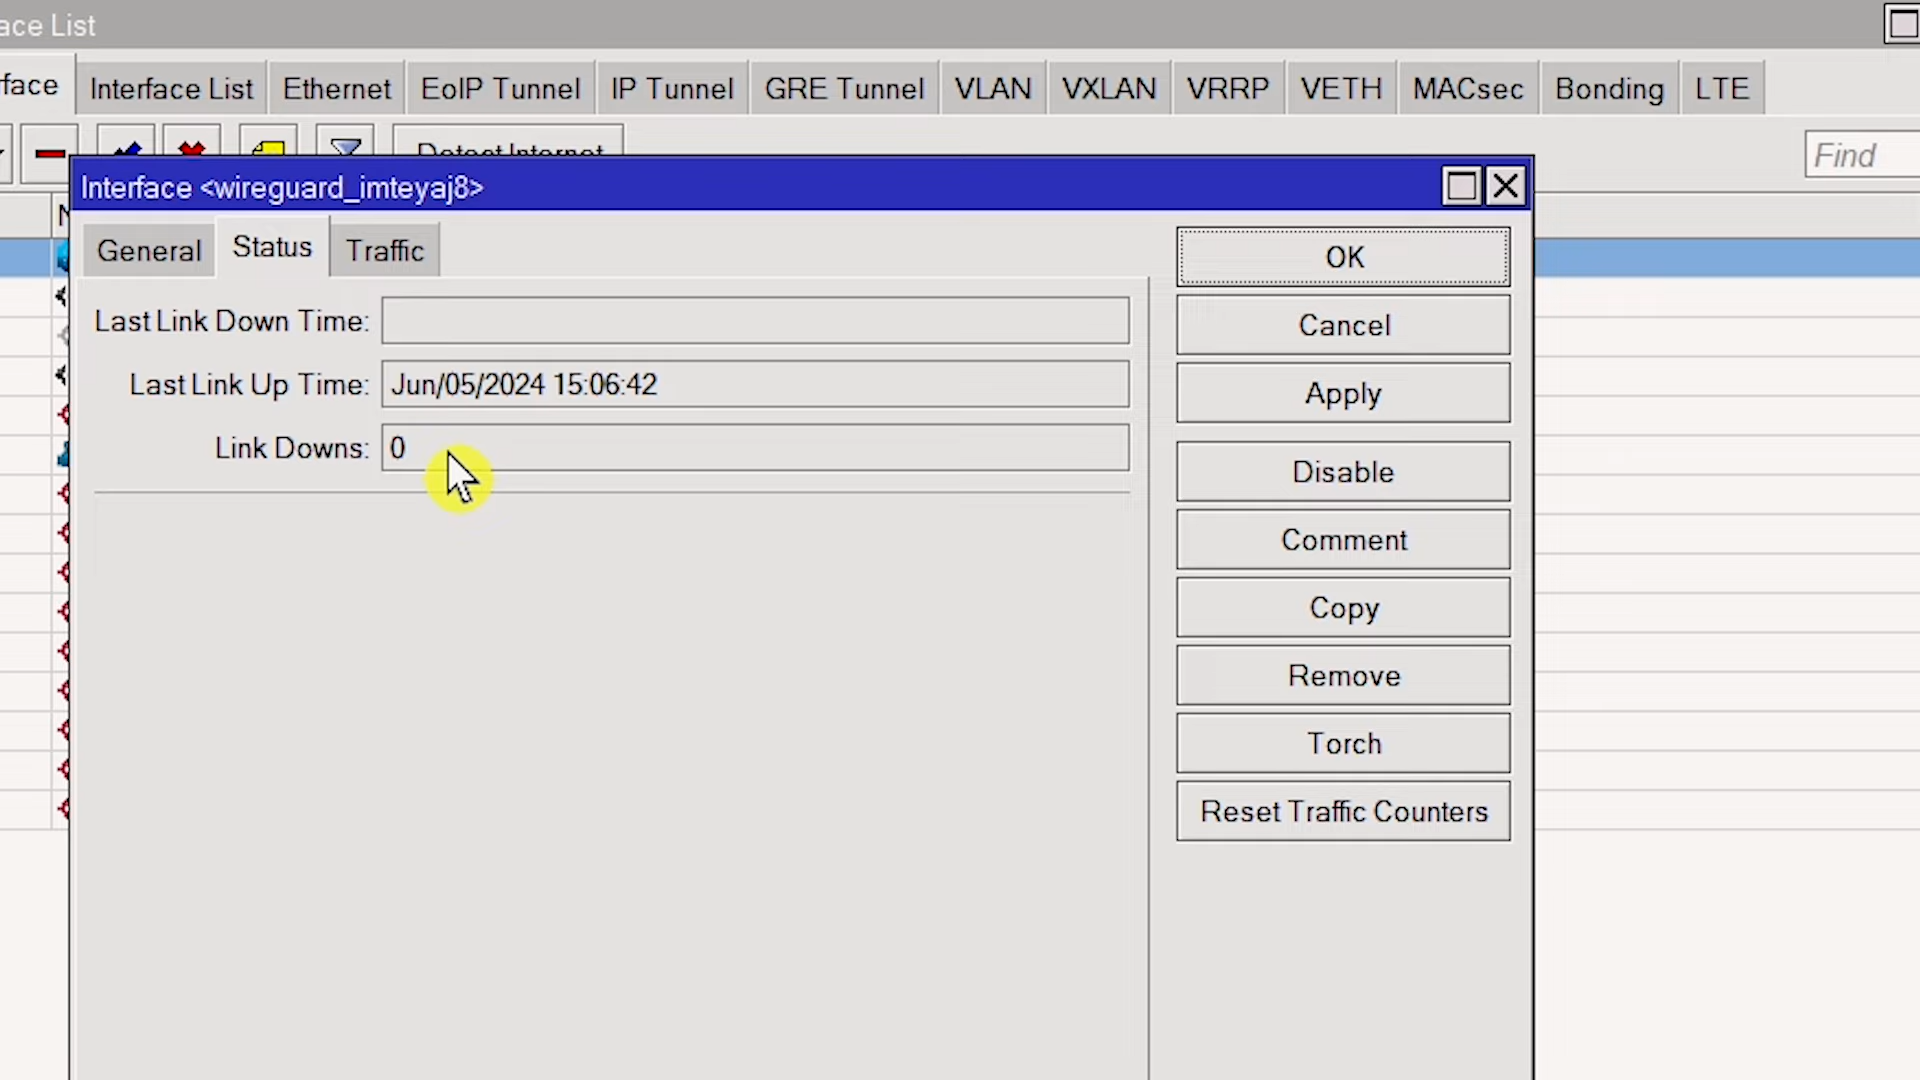 ace List
face Interface List Ethernet EoIP Tunnel IP Tunnel GRE Tunnel VLAN VXLAN VRRP VETH MACsec Bonding LTE
Detect Internet Find
Interface <wireguard_imteyaj8>
General Status Traffic
OK
Last Link Down Time:
Cancel
Last Link Up Time: Jun/05/2024 15:06:42
Apply
Link Downs: 0
Disable
Comment
Copy
Remove
Torch
Reset Traffic Counters